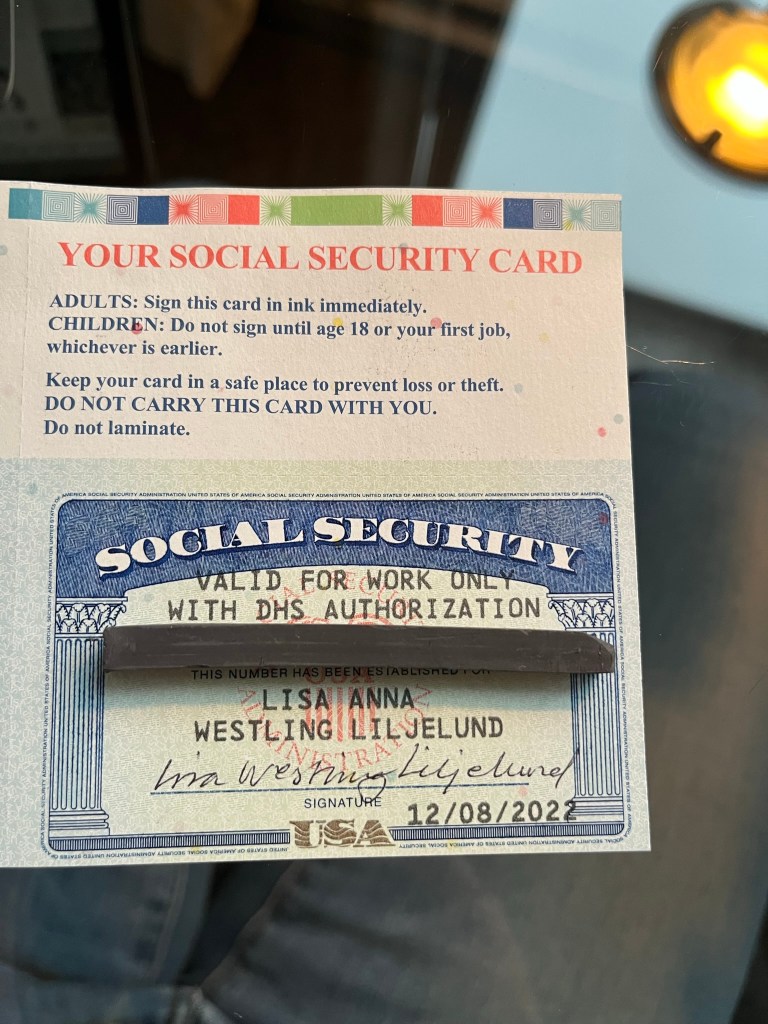 YOUR SOCIAL SECURITY CARD
ADULTS: Sign this card in ink immediately.
CHILDREN: Do not sign until age 18 or your first job,
whichever is earlier.
Keep your card in a safe place to prevent loss or theft.
DO NOT CARRY THIS CARD WITH YOU.
Do not laminate.
SOCIAL SECURITY
VALID FOR WORK ONLY
WITH DHS AUTHORIZATION
THIS NUMBER HAS BEEN ESTABLISHED FOR
LISA ANNA
WESTLING LILJELUND
Lisa Westling Liljelund
SIGNATURE
12/08/2022
USA